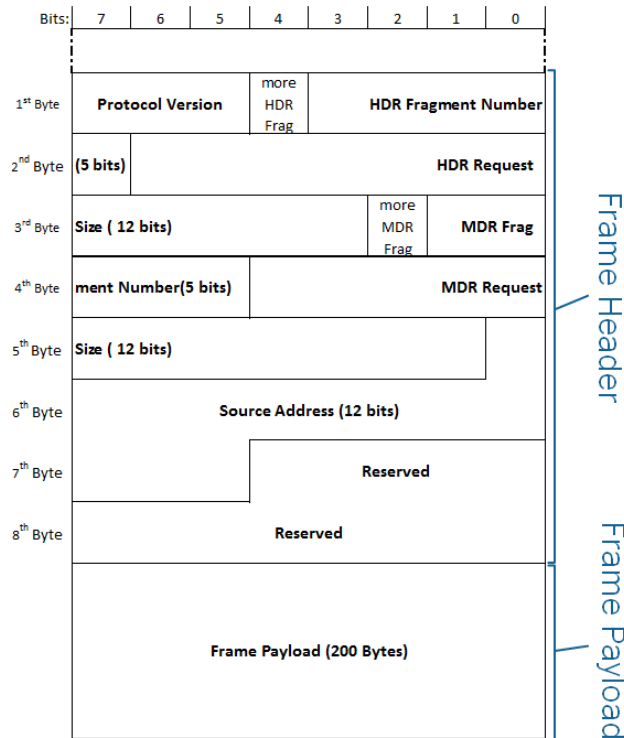 Bits: 7 6 5 4 3 2 1 0
1st Byte Protocol Version more HDR Frag HDR Fragment Number
2nd Byte (5 bits) HDR Request
3rd Byte Size ( 12 bits) more MDR Frag MDR Frag
4th Byte ment Number(5 bits) MDR Request
5th Byte Size ( 12 bits)
6th Byte Source Address (12 bits)
7th Byte Reserved
8th Byte Reserved
Frame Payload (200 Bytes)
Frame Header
Frame Payload